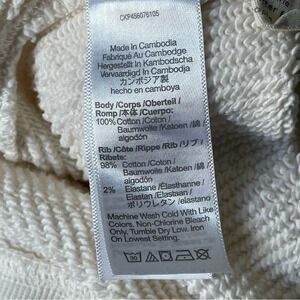 CKP456076105
Made in Cambodia
Fabriqué Au Cambodge
Hergestellt in Kambodscha
Vervaardigd In Cambodja
カンボジア製
hecho en camboya
Body /Corps /Oberteil /
Romp /本体 /Cuerpo:
100% Cotton /Coton /
Baumwolle /Katoen /綿
algodón
Rib /Côte /Rippe /Rib /リブ /
Ribete:
98% Cotton /Coton /
Baumwolle /Katoen /綿/
algodón
2% Elastane /Élasthanne /
Elastan /Elastaan /
ポリウレタン /elastano
Machine Wash Cold With Like
Colors. Non-Chlorine Bleach
Only. Tumble Dry Low. Iron
On Lowest Setting.
30